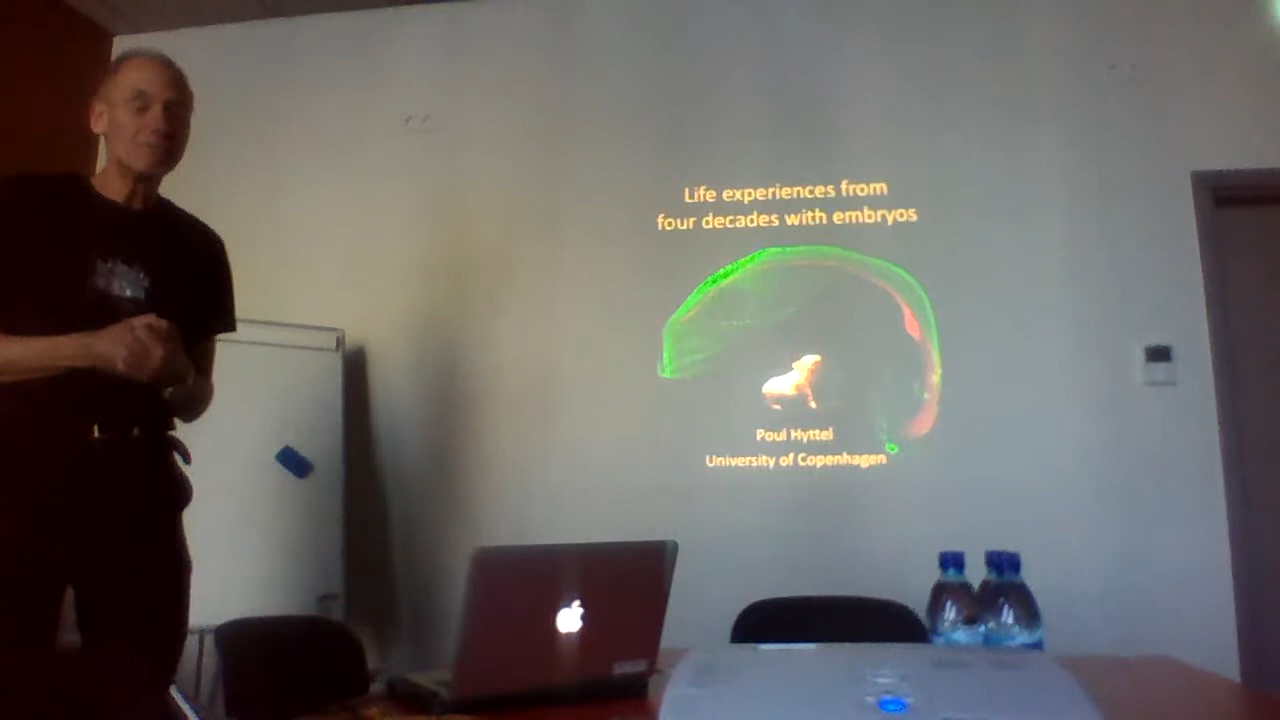 Life experiences from
four decades with embryos
Poul Hyttel
University of Copenhagen